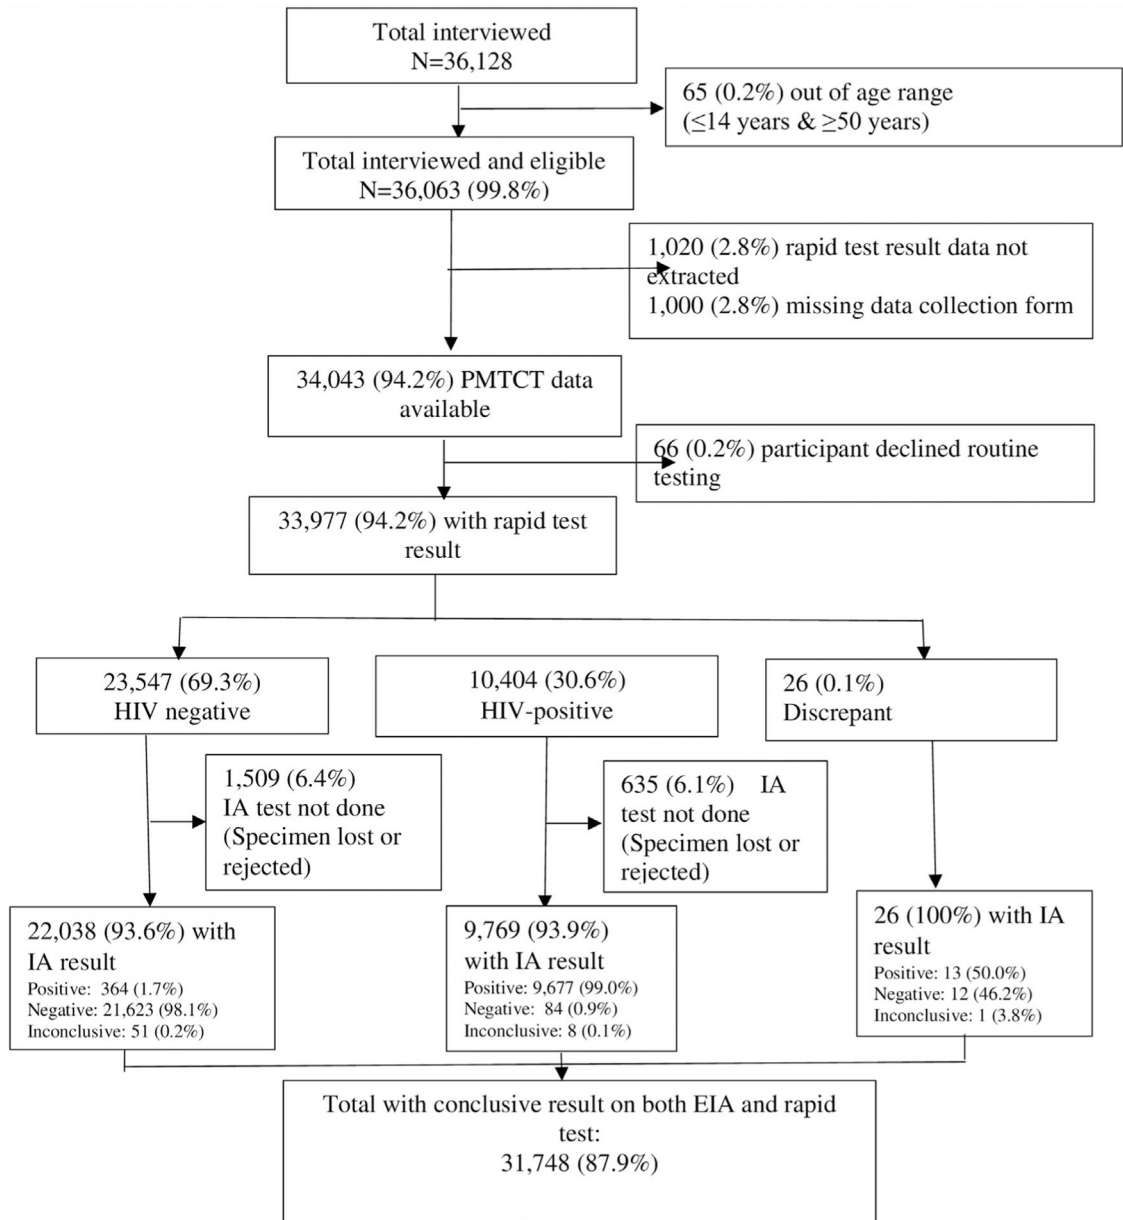 Total interviewed
N=36,128
65 (0.2%) out of age range
(≤14 years & ≥50 years)
Total interviewed and eligible
N=36,063 (99.8%)
1,020 (2.8%) rapid test result data not
extracted
1,000 (2.8%) missing data collection form
34,043 (94.2%) PMTCT data
available
66 (0.2%) participant declined routine
testing
33,977 (94.2%) with rapid test
result
23,547 (69.3%)
HIV negative
10,404 (30.6%)
HIV-positive
26 (0.1%)
Discrepant
1,509 (6.4%)
IA test not done
(Specimen lost or
rejected)
635 (6.1%) IA
test not done
(Specimen lost or
rejected)
22,038 (93.6%) with
IA result
Positive: 364 (1.7%)
Negative: 21,623 (98.1%)
Inconclusive: 51 (0.2%)
9,769 (93.9%)
with IA result
Positive: 9,677 (99.0%)
Negative: 84 (0.9%)
Inconclusive: 8 (0.1%)
26 (100%) with IA
result
Positive: 13 (50.0%)
Negative: 12 (46.2%)
Inconclusive: 1 (3.8%)
Total with conclusive result on both EIA and rapid
test:
31,748 (87.9%)